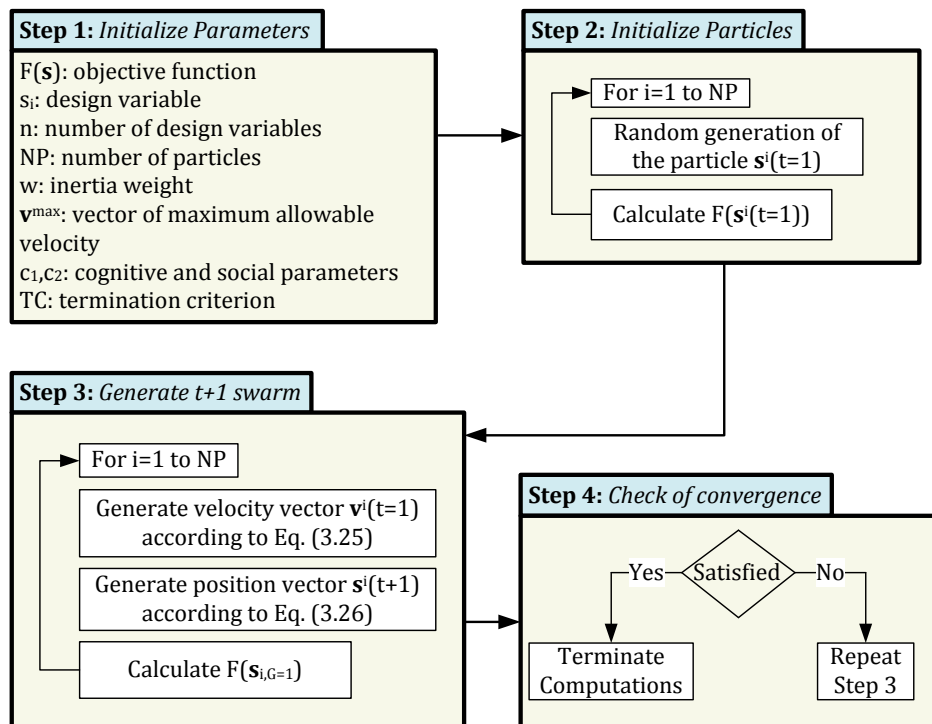 Step 1: Initialize Parameters
F(s): objective function
sᵢ: design variable
n: number of design variables
NP: number of particles
w: inertia weight
vᵐᵃˣ: vector of maximum allowable
velocity
c₁,c₂: cognitive and social parameters
TC: termination criterion
Step 2: Initialize Particles
For i=1 to NP
Random generation of
the particle sⁱ(t=1)
Calculate F(sⁱ(t=1))
Step 3: Generate t+1 swarm
For i=1 to NP
Generate velocity vector vⁱ(t=1)
according to Eq. (3.25)
Generate position vector sⁱ(t+1)
according to Eq. (3.26)
Calculate F(s_{i,G=1})
Step 4: Check of convergence
Yes
Satisfied
No
Terminate
Computations
Repeat
Step 3